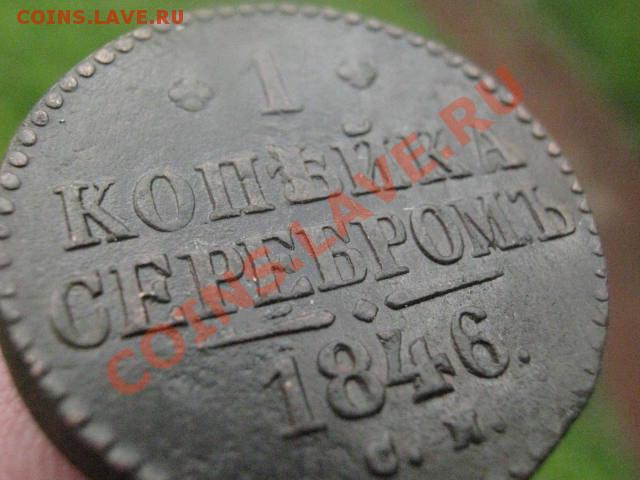 COINS.LAVE.RU
1
КОПѢЙКА
СЕРЕБРОМЪ
1846.
С. М.
COINS.LAVE.RU